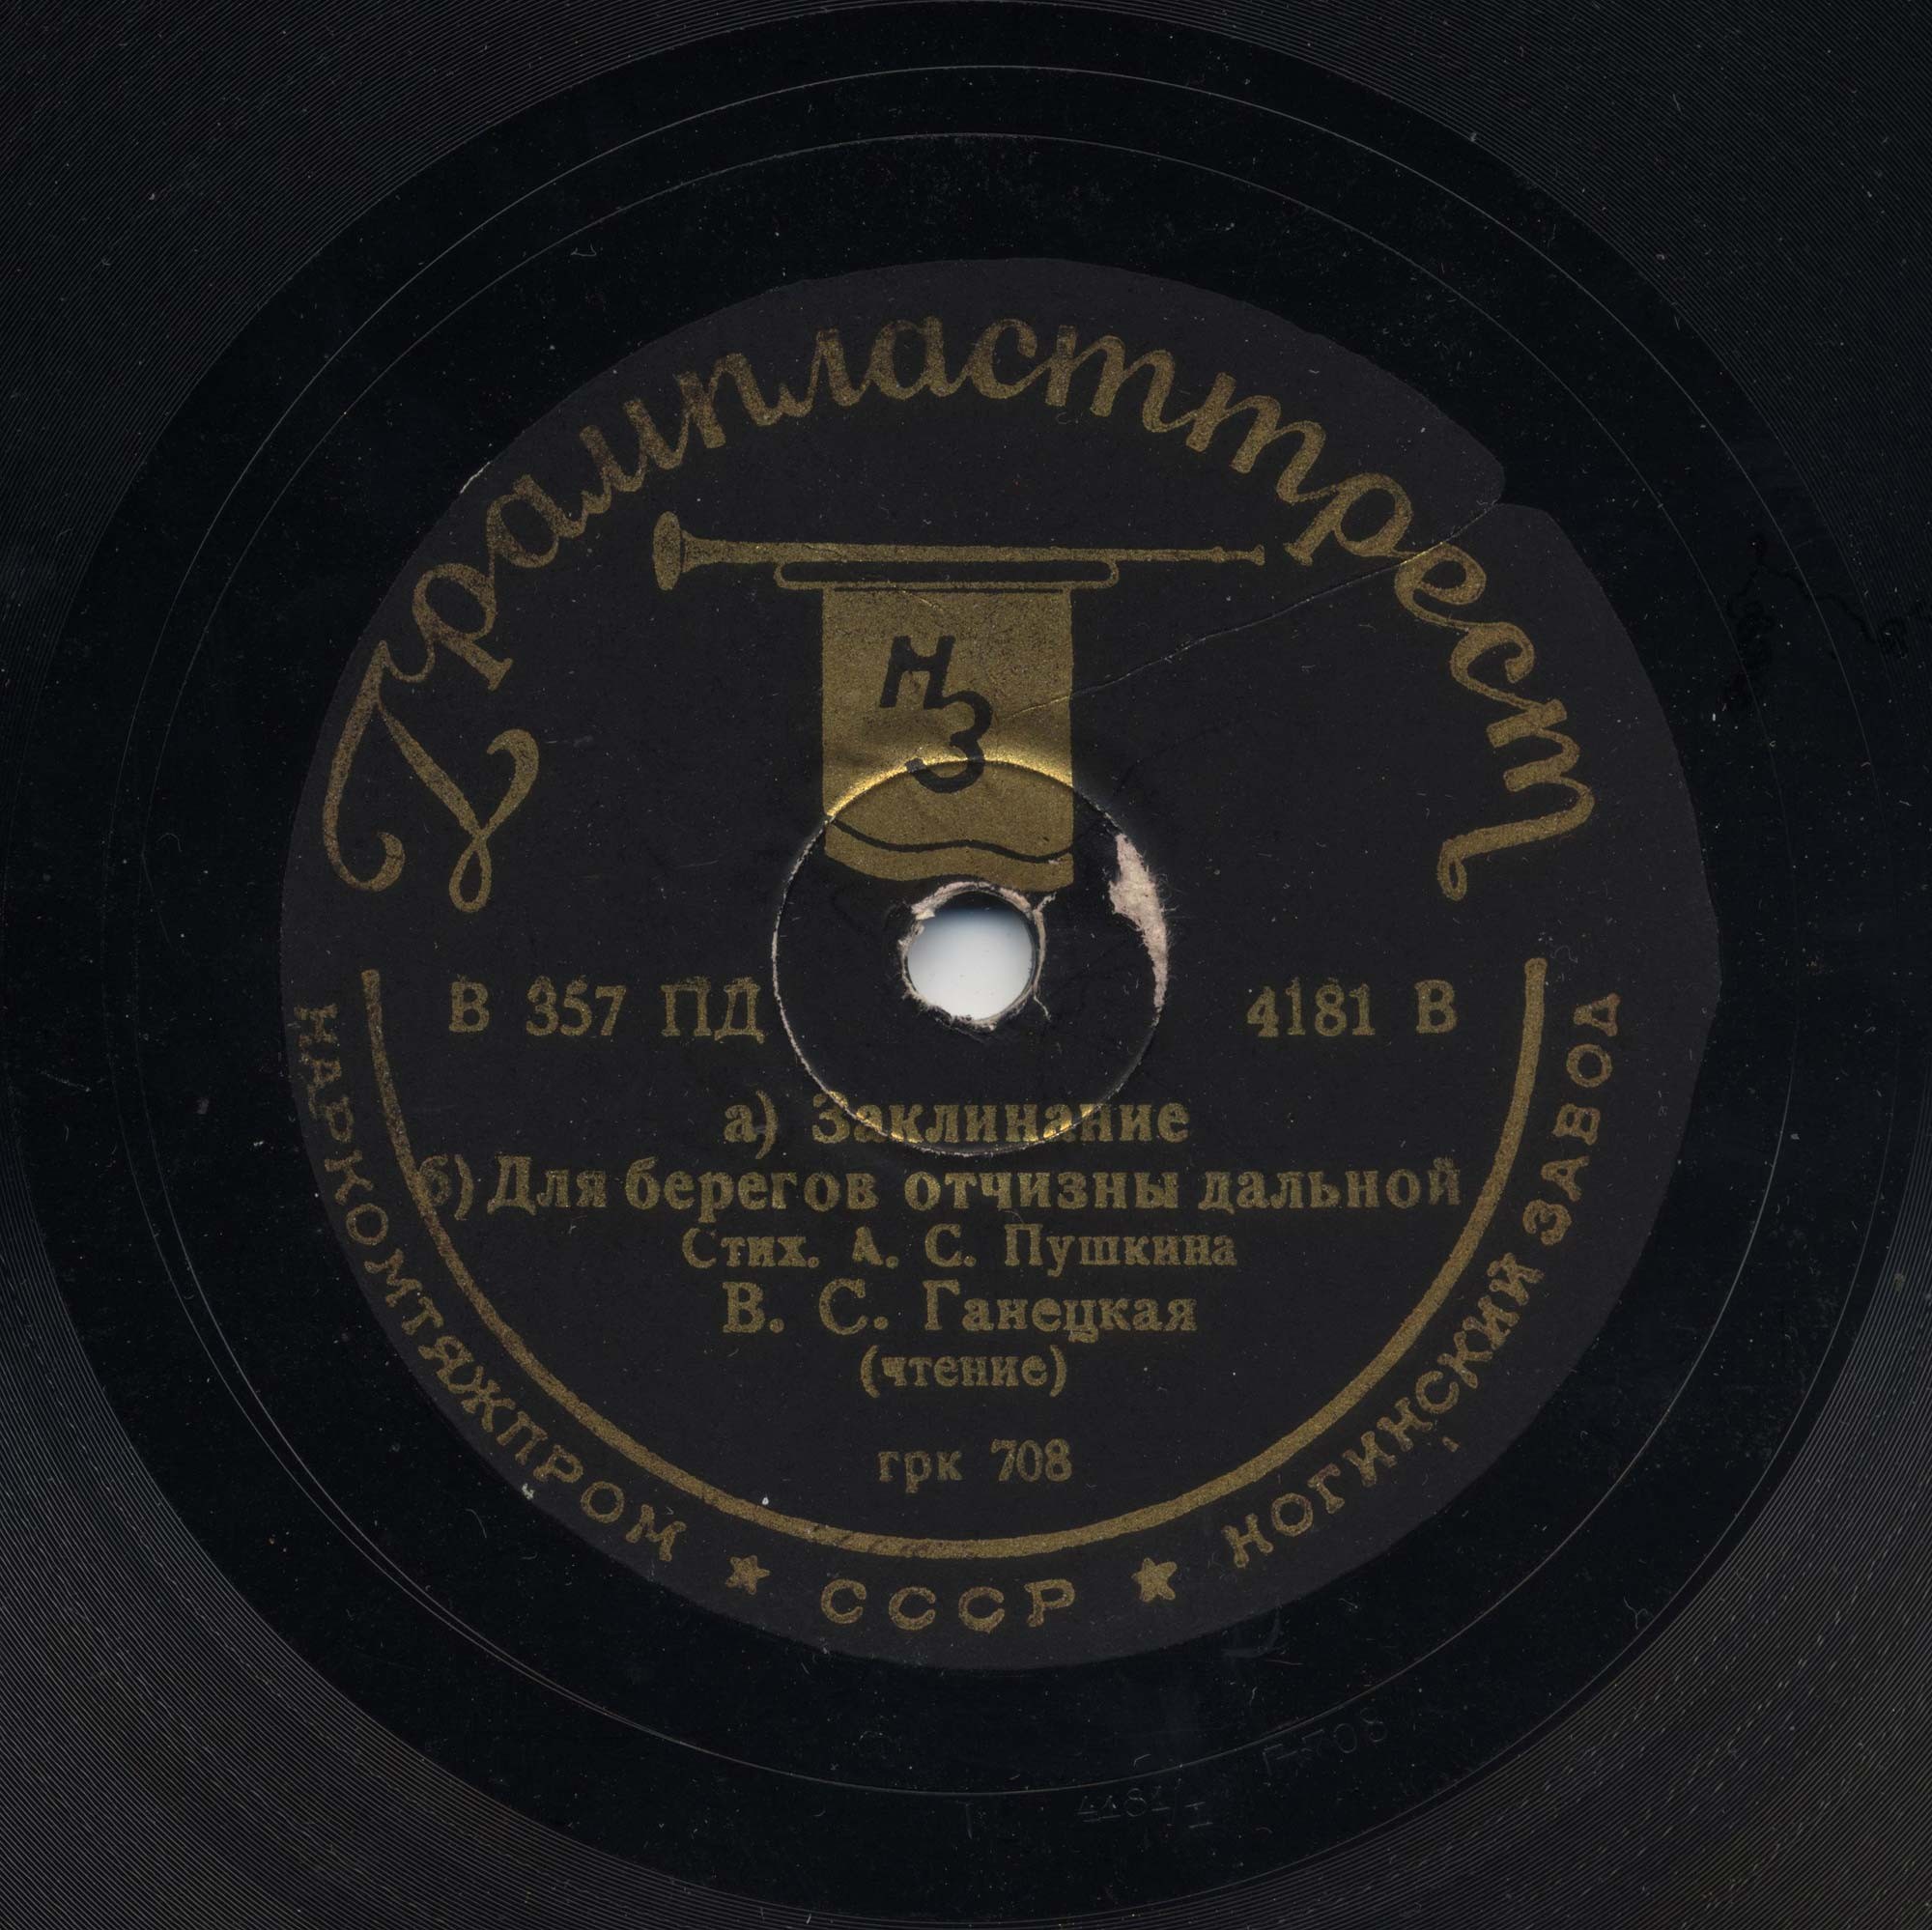 Грампласттрест
НЗ
В 357 ПД 4181 В
а) Заклинание
б) Для берегов отчизны дальной
Стих. А. С. Пушкина
В. С. Ганецкая
(чтение)
грк 708
НАРКОМТЯЖПРОМ ★ СССР ★ НОГИНСКИЙ ЗАВОД